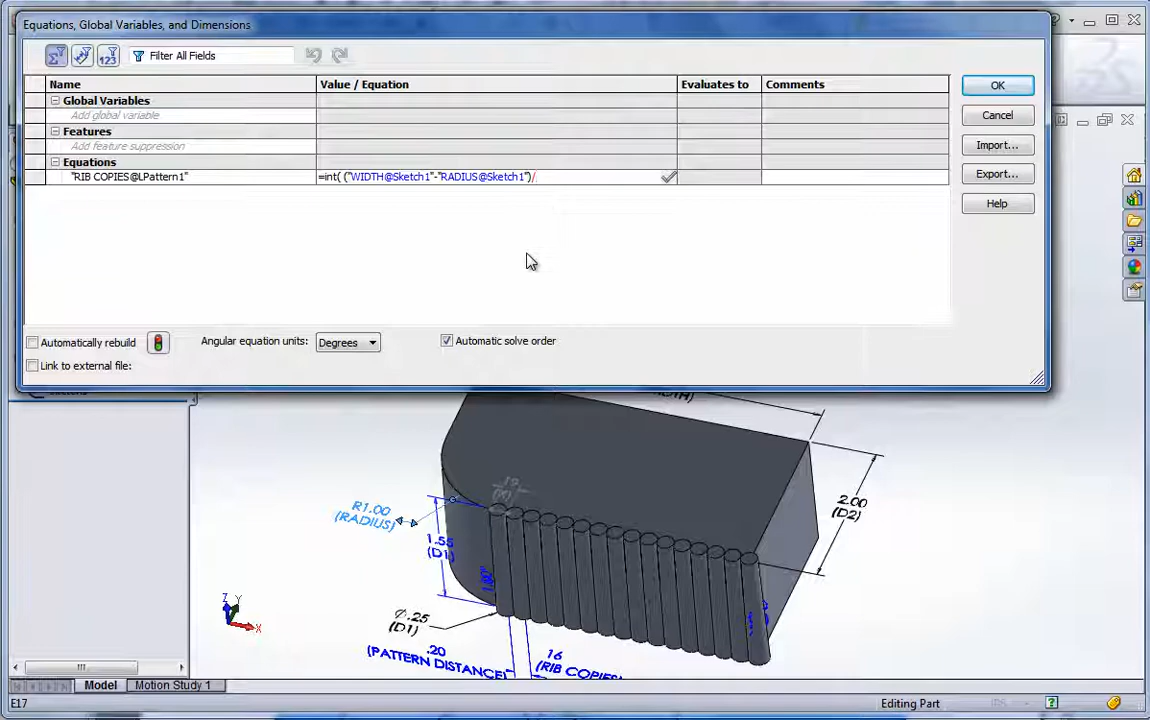 Equations, Global Variables, and Dimensions
123
Filter All Fields
Name
Value / Equation
Evaluates to
Comments
OK
Global Variables
Add global variable
Cancel
Features
Add feature suppression
Import...
Equations
"RIB COPIES@LPattern1"
=int( ("WIDTH@Sketch1"-"RADIUS@Sketch1")/
Export...
Help
Automatically rebuild
Angular equation units:
Degrees
Automatic solve order
Link to external file:
R1.00
(RADIUS)
1.55
(D1)
2.00
(D2)
Z
Y
X
Ø.25
(D1)
.20
(PATTERN DISTANCE)
16
(RIB COPIES)
Model
Motion Study 1
E17
Editing Part